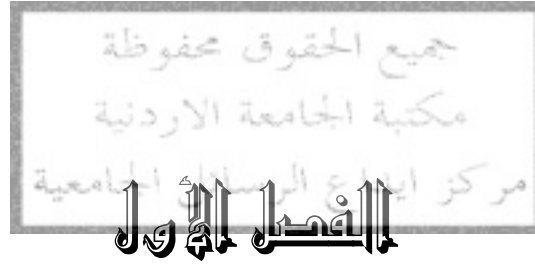 جميع الحقوق محفوظة
مكتبة الجامعة الاردنية
مركز ايداع الرسائل الجامعية
الفصل الأول